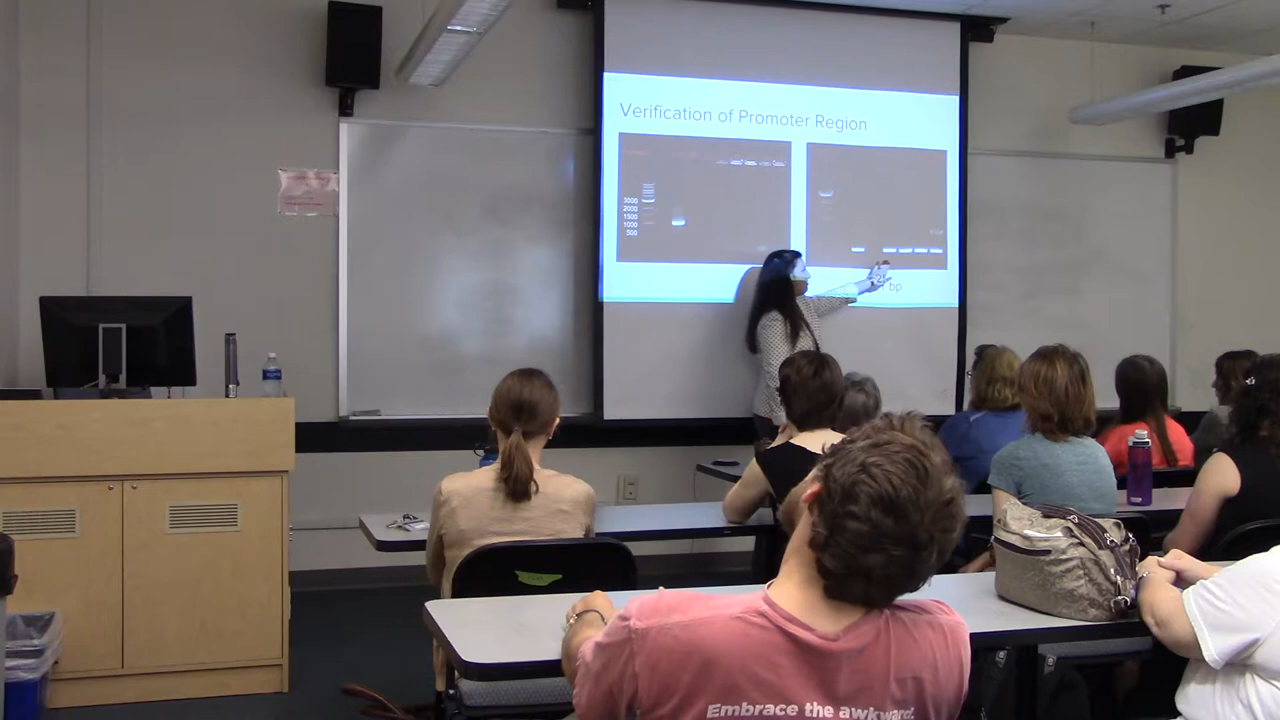 Verification of Promoter Region
3000
2000
1500
1000
500
bp
Embrace the awkward.